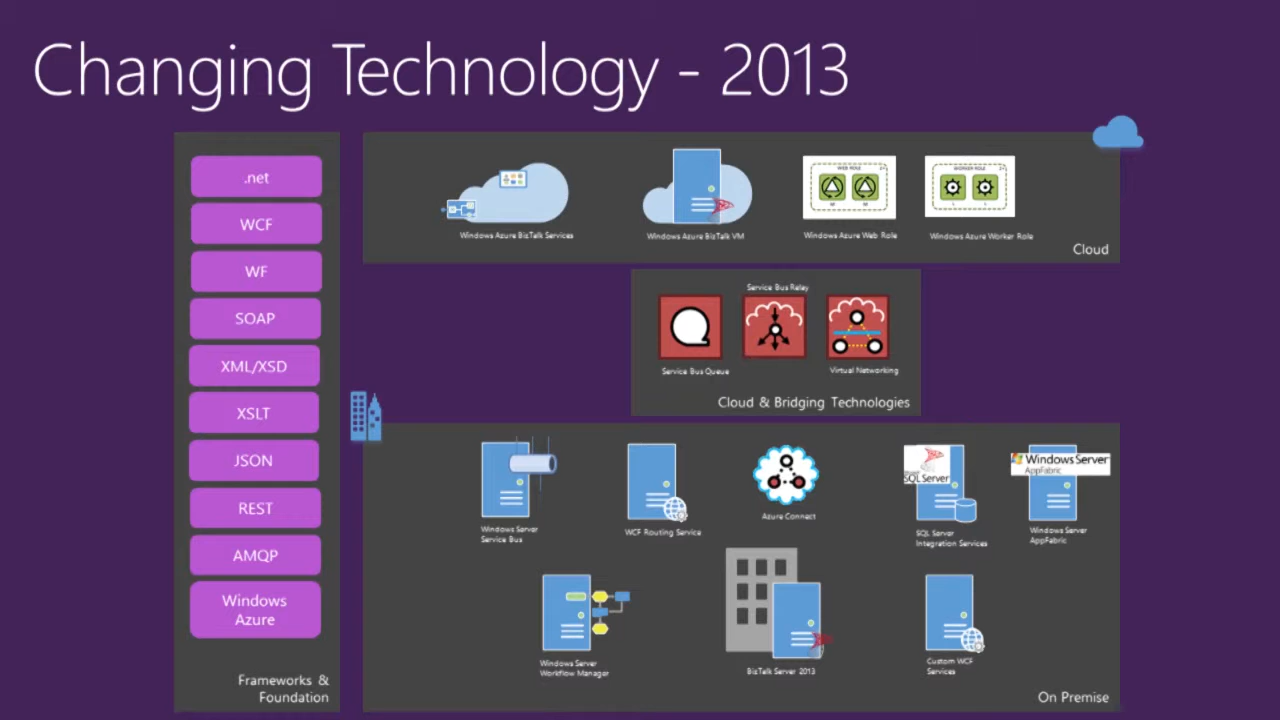 Changing Technology - 2013
.net
WCF
WF
SOAP
XML/XSD
XSLT
JSON
REST
AMQP
Windows
Azure
Frameworks &
Foundation
Windows Azure BizTalk Services
Windows Azure BizTalk VM
WEB ROLE
Windows Azure Web Role
WORKER ROLE
Windows Azure Worker Role
Cloud
Service Bus Relay
Service Bus Queue
Virtual Networking
Cloud & Bridging Technologies
Windows Server
Service Bus
WCF Routing Service
Azure Connect
SQL Server
SQL Server
Integration Services
Windows Server
AppFabric
Windows Server
AppFabric
Windows Server
Workflow Manager
BizTalk Server 2013
Custom WCF
Services
On Premise